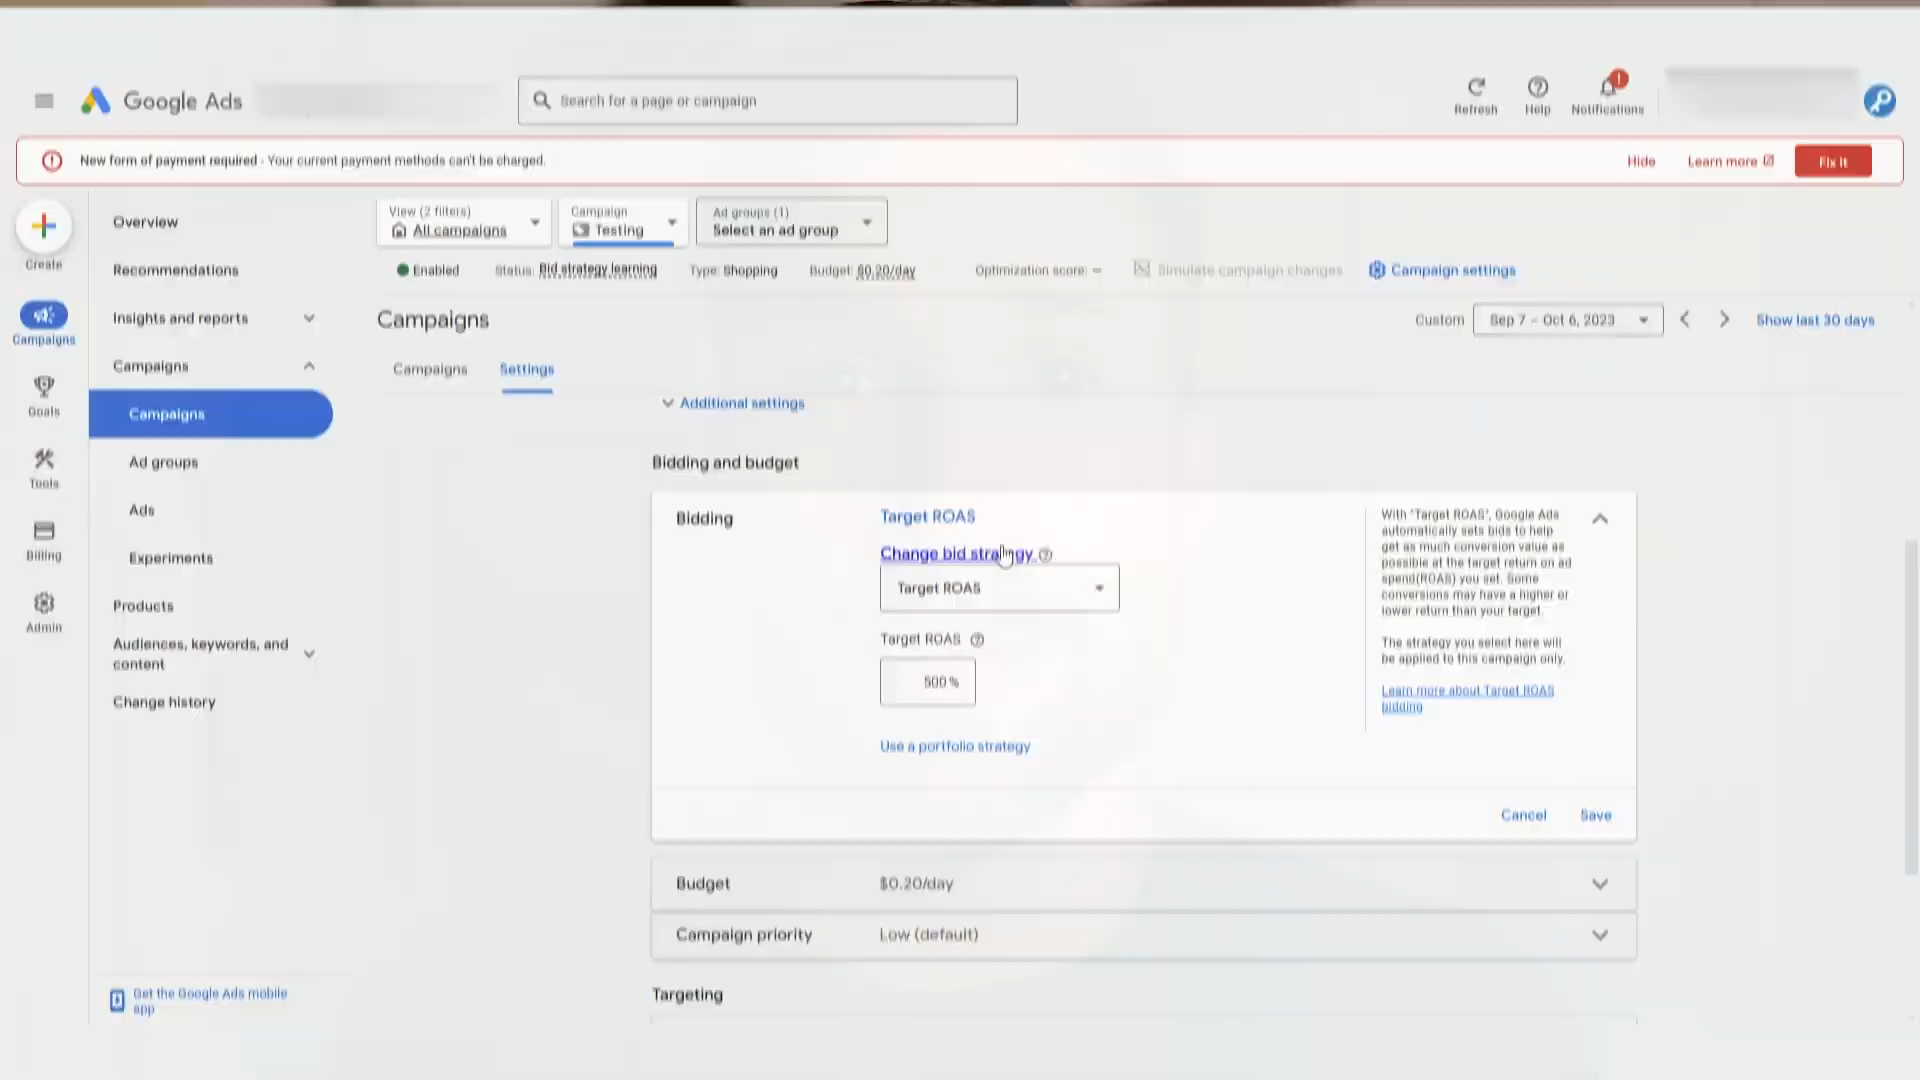 Google Ads
Search for a page or campaign
Refresh
Help
Notifications
New form of payment required - Your current payment methods can't be charged.
Hide
Learn more
Fix it
Create
Campaigns
Goals
Tools
Billing
Admin
Overview
Recommendations
Insights and reports
Campaigns
Campaigns
Ad groups
Ads
Experiments
Products
Audiences, keywords, and
content
Change history
Get the Google Ads mobile
app
View (2 filters)
All campaigns
Campaign
Testing
Ad groups (1)
Select an ad group
Enabled
Status: Bid strategy learning
Type: Shopping
Budget: $0.20/day
Optimization score: –
Simulate campaign changes
Campaign settings
Campaigns
Custom
Sep 7 – Oct 6, 2023
Show last 30 days
Campaigns
Settings
Additional settings
Bidding and budget
Bidding
Target ROAS
Change bid strategy
Target ROAS
Target ROAS
500 %
Use a portfolio strategy
With "Target ROAS", Google Ads
automatically sets bids to help
get as much conversion value as
possible at the target return on ad
spend(ROAS) you set. Some
conversions may have a higher or
lower return than your target.
The strategy you select here will
be applied to this campaign only.
Learn more about Target ROAS
bidding
Cancel
Save
Budget
$0.20/day
Campaign priority
Low (default)
Targeting